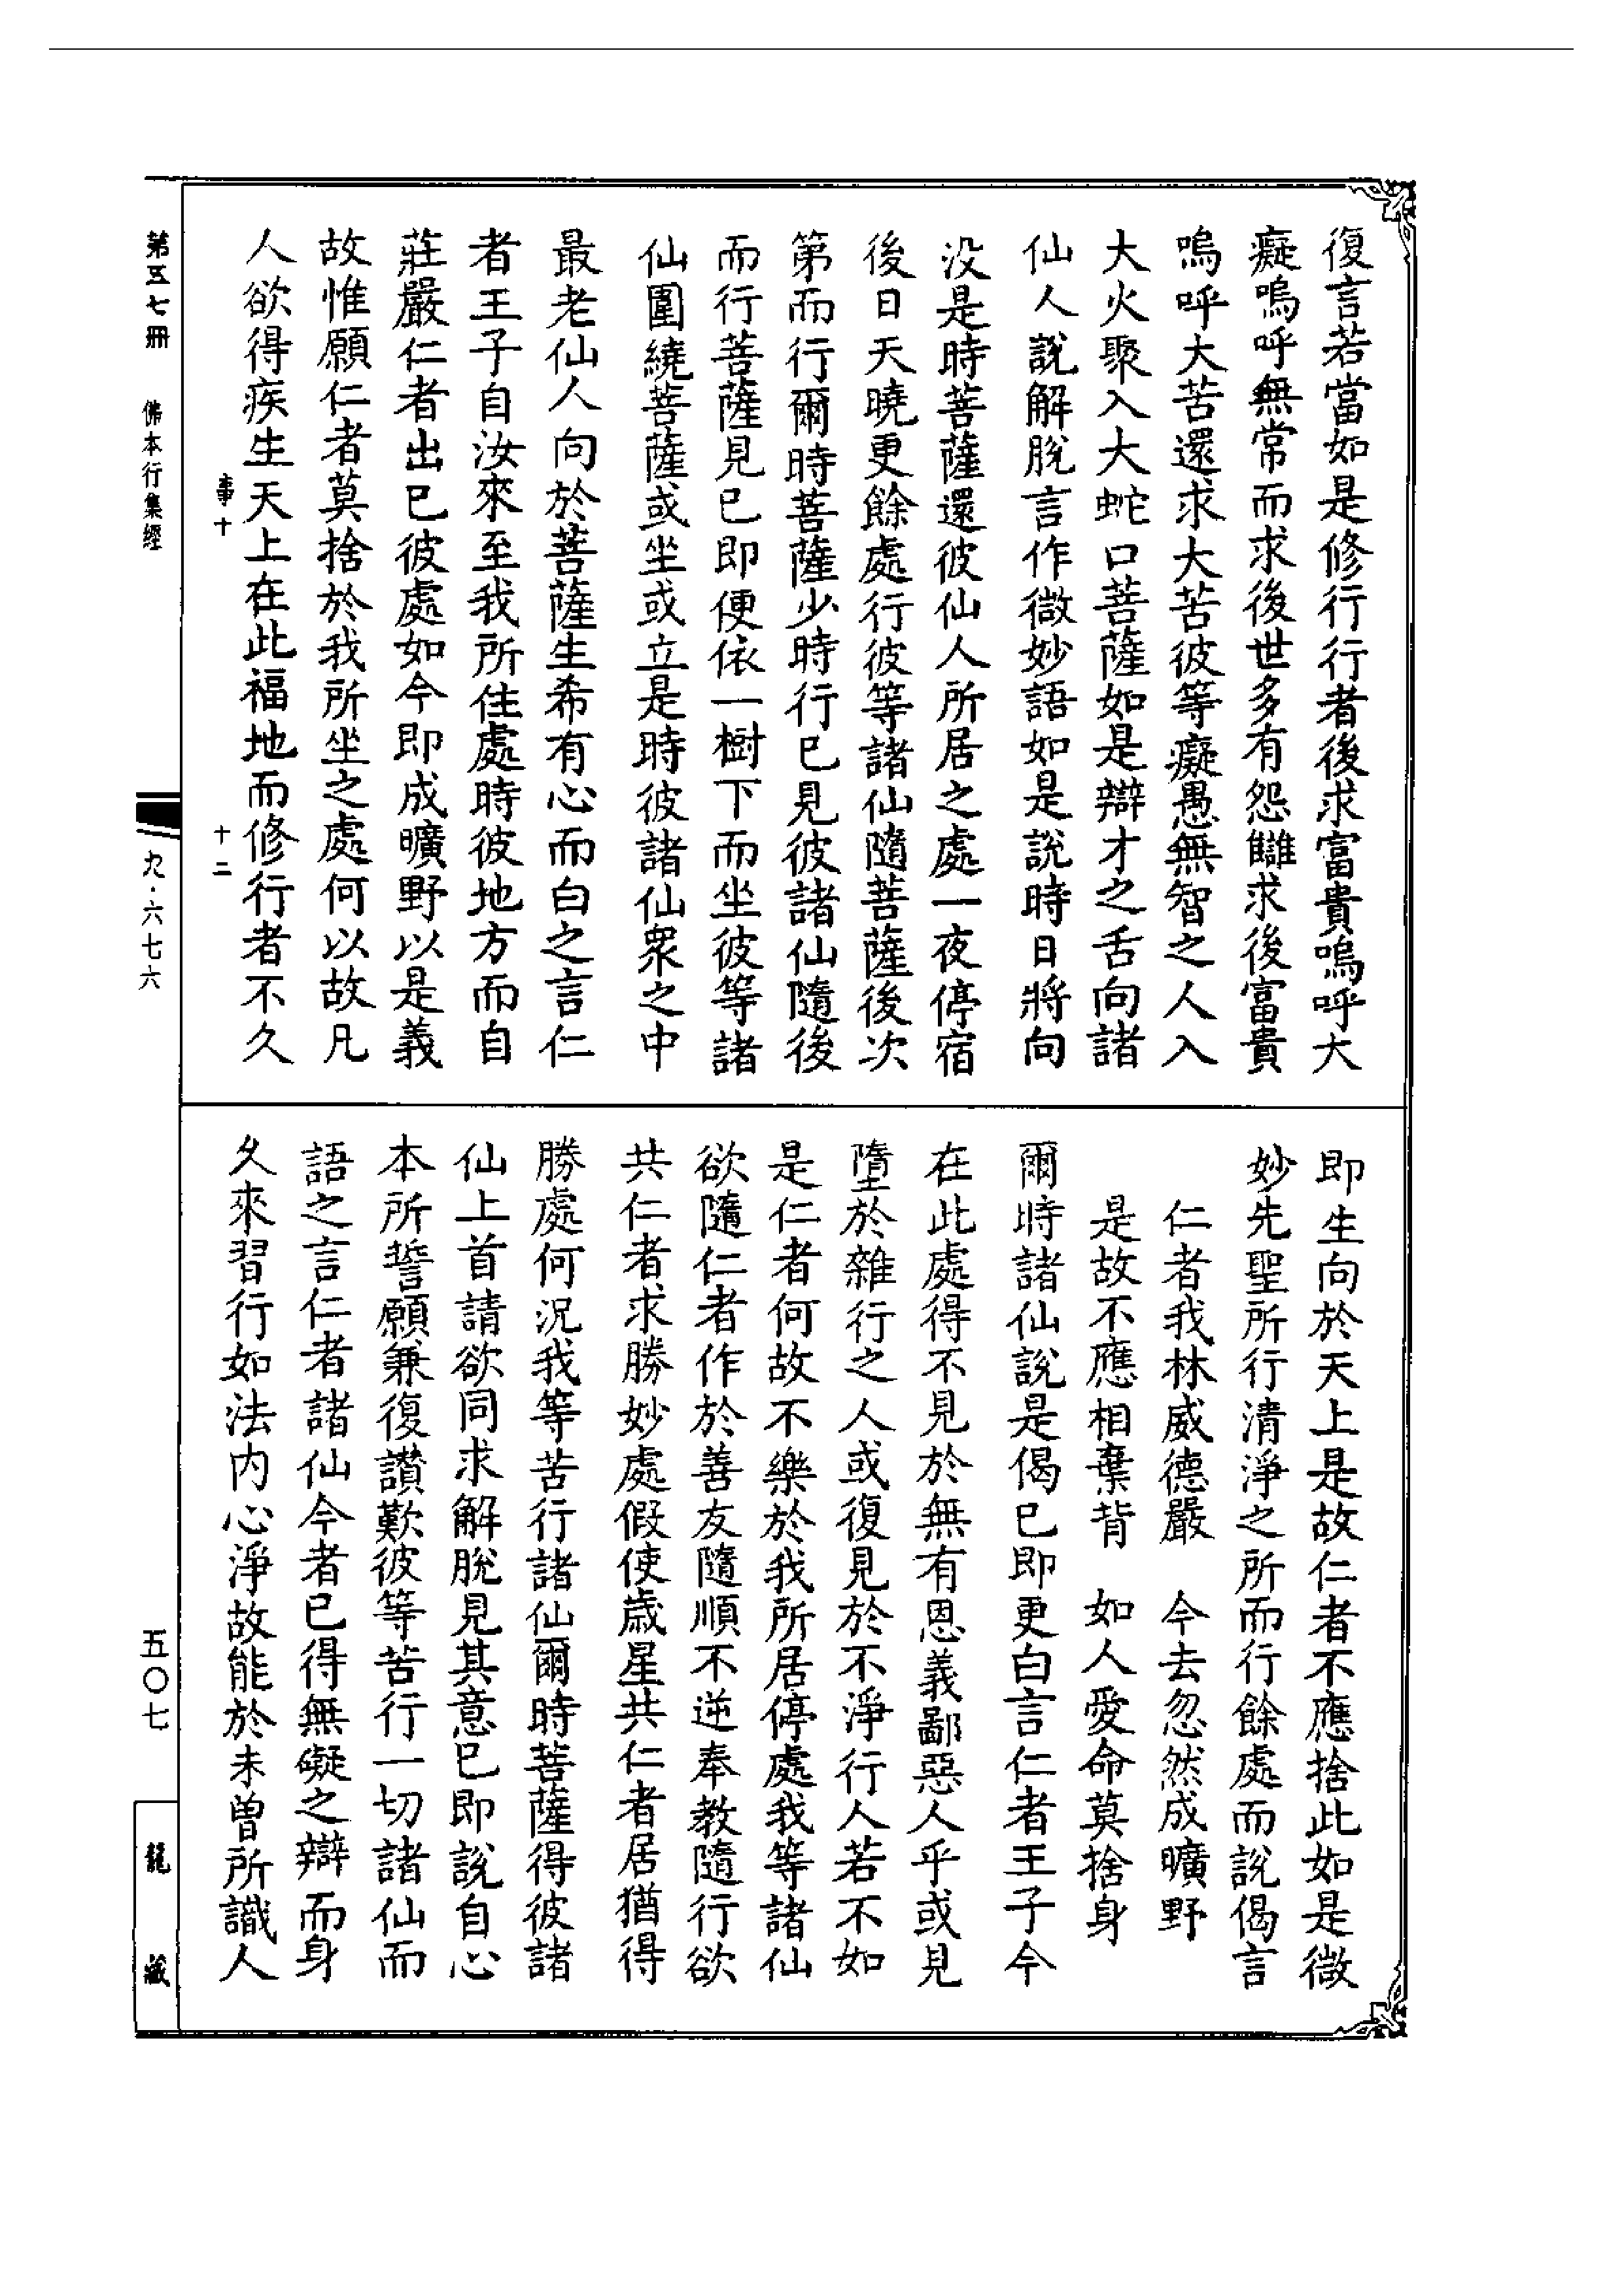 復言若當如是修行行者後求富貴嗚呼大
癡嗚呼無常而求後世多有怨讎求後富貴
嗚呼大苦還求大苦彼等癡愚無智之人入
大火聚入大蛇口菩薩如是辯才之舌向諸
仙人說解脫言作微妙語如是說時日將向
没是時菩薩還彼仙人所居之處一夜停宿
後日天曉更餘處行彼等諸仙隨菩薩後次
第而行爾時菩薩少時行已見彼諸仙隨後
而行菩薩見已即便依一樹下而坐彼等諸
仙圍繞菩薩或坐或立是時彼諸仙衆之中
最老仙人向於菩薩生希有心而白之言仁
者王子自汝來至我所住處時彼地方而自
莊嚴仁者出已彼處如今即成曠野以是義
故惟願仁者莫捨於我所坐之處何以故凡
人欲得疾生天上在此福地而修行者不久
即生向於天上是故仁者不應捨此如是微
妙先聖所行清淨之所而行餘處而說偈言
仁者我林威德嚴　今去忽然成曠野
是故不應相棄背　如人愛命莫捨身
爾時諸仙說是偈已即更白言仁者王子今
在此處得不見於無有恩義鄙惡人乎或見
墮於雜行之人或復見於不淨行人若不如
是仁者何故不樂於我所居停處我等諸仙
欲隨仁者作於善友隨順不逆奉教隨行欲
共仁者求勝妙處假使歲星共仁者居猶得
勝處何況我等苦行諸仙爾時菩薩得彼諸
仙上首請欲同求解脫見其意已即說自心
本所誓願兼復讚歎彼等苦行一切諸仙而
語之言仁者諸仙今者已得無礙之辯而身
久來習行如法內心淨故能於未曾所識人
事十
十二
第五七冊　佛本行集經
九·六七六
五〇七
龍藏